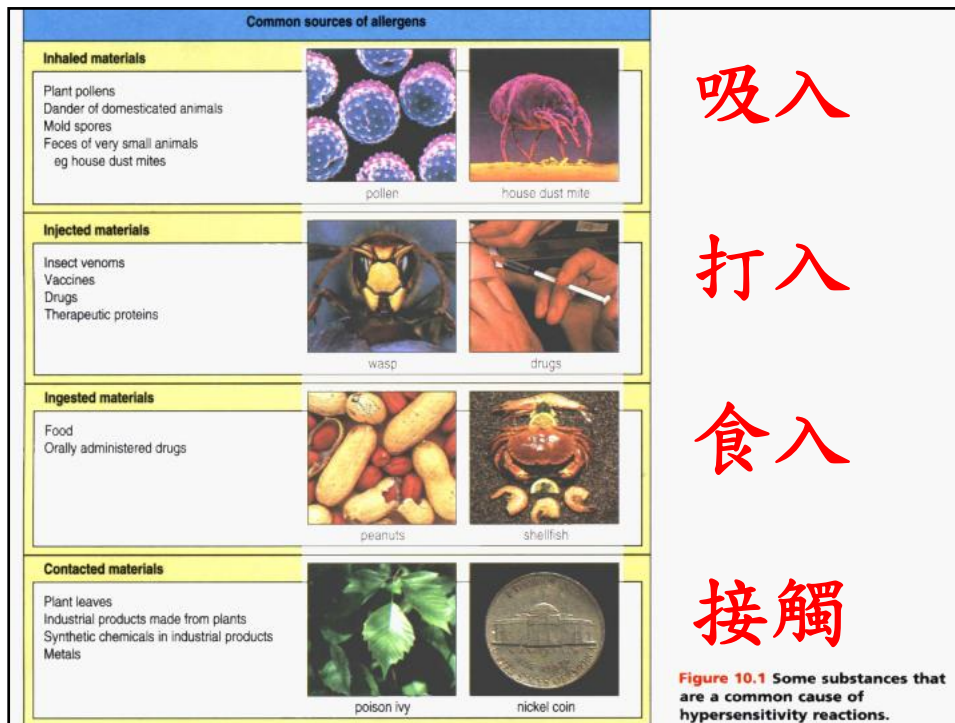 Common sources of allergens
Inhaled materials
Plant pollens
Dander of domesticated animals
Mold spores
Feces of very small animals
eg house dust mites
pollen
house dust mite
吸入
Injected materials
Insect venoms
Vaccines
Drugs
Therapeutic proteins
wasp
drugs
打入
Ingested materials
Food
Orally administered drugs
peanuts
shellfish
食入
Contacted materials
Plant leaves
Industrial products made from plants
Synthetic chemicals in industrial products
Metals
poison ivy
nickel coin
接觸
Figure 10.1 Some substances that
are a common cause of
hypersensitivity reactions.